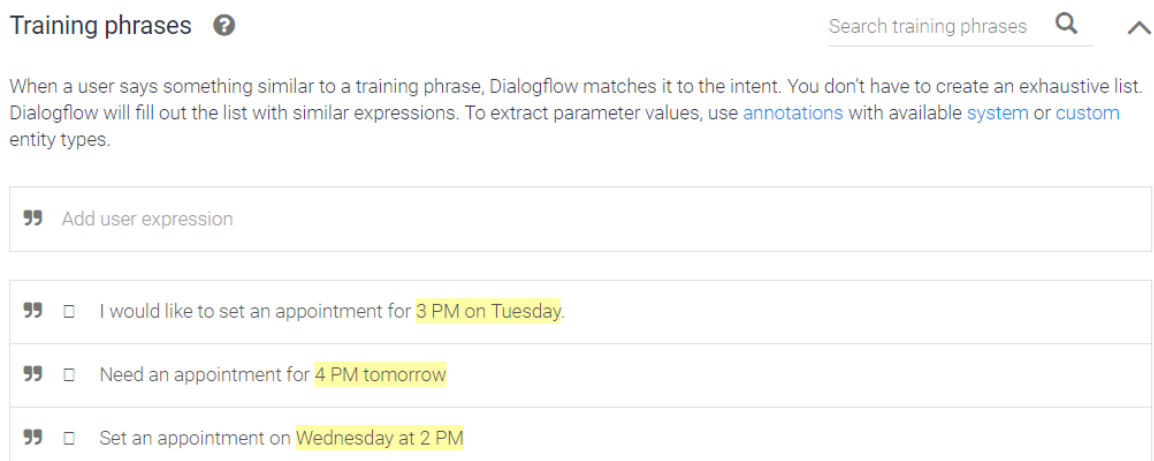 Training phrases
Search training phrases
When a user says something similar to a training phrase, Dialogflow matches it to the intent. You don’t have to create an exhaustive list.
Dialogflow will fill out the list with similar expressions. To extract parameter values, use annotations with available system or custom
entity types.
Add user expression
I would like to set an appointment for 3 PM on Tuesday.
Need an appointment for 4 PM tomorrow
Set an appointment on Wednesday at 2 PM